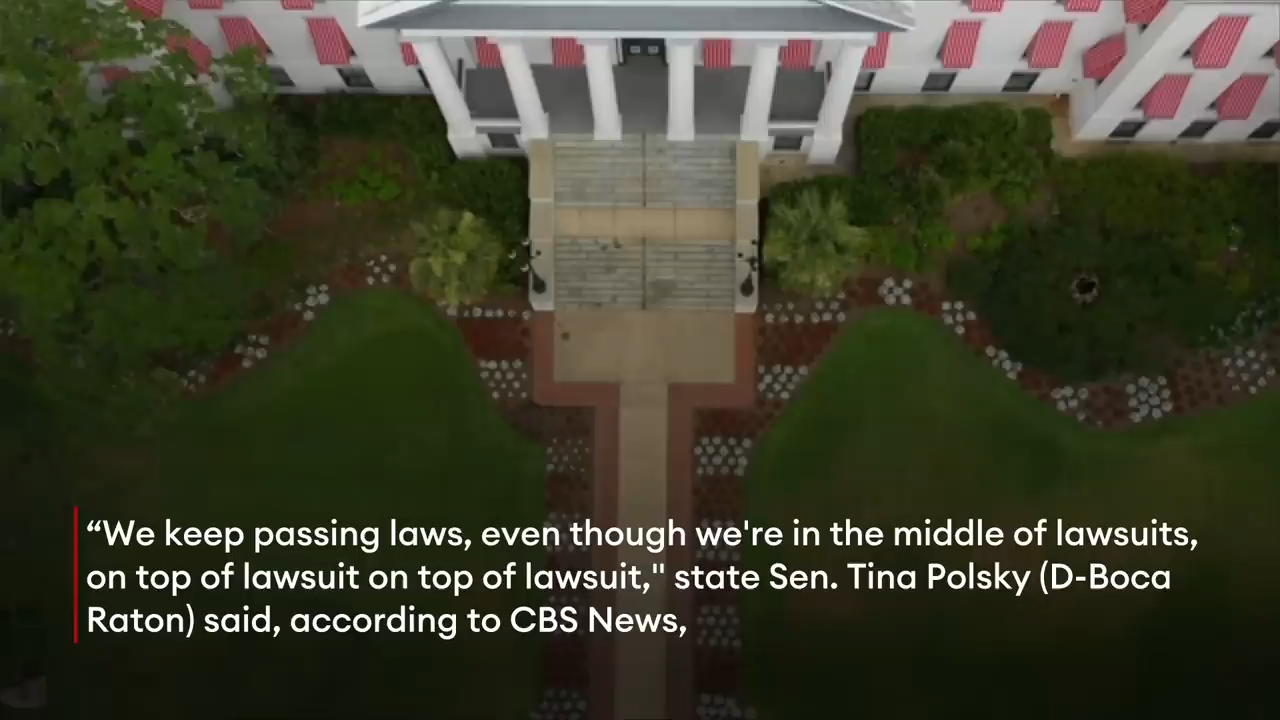 “We keep passing laws, even though we're in the middle of lawsuits,
on top of lawsuit on top of lawsuit," state Sen. Tina Polsky (D-Boca
Raton) said, according to CBS News,